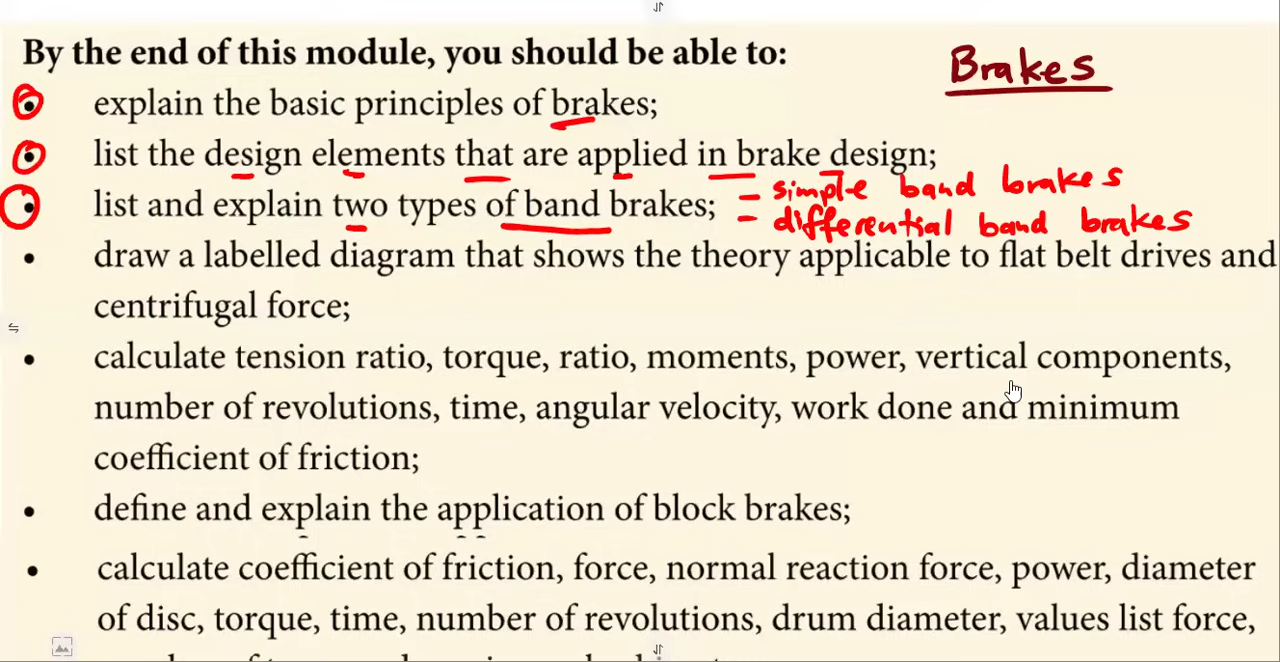 By the end of this module, you should be able to:
Brakes
• explain the basic principles of brakes;
• list the design elements that are applied in brake design;
• list and explain two types of band brakes;
– simple band brakes
– differential band brakes
• draw a labelled diagram that shows the theory applicable to flat belt drives and
centrifugal force;
• calculate tension ratio, torque, ratio, moments, power, vertical components,
number of revolutions, time, angular velocity, work done and minimum
coefficient of friction;
• define and explain the application of block brakes;
• calculate coefficient of friction, force, normal reaction force, power, diameter
of disc, torque, time, number of revolutions, drum diameter, values list force,